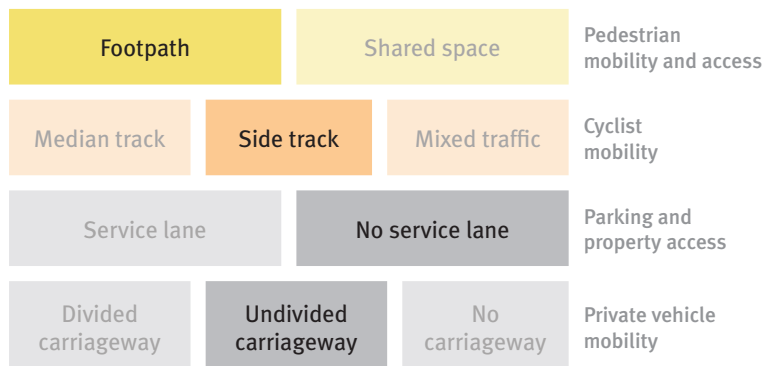 Footpath
Shared space
Pedestrian
mobility and access
Median track
Side track
Mixed traffic
Cyclist
mobility
Service lane
No service lane
Parking and
property access
Divided
carriageway
Undivided
carriageway
No
carriageway
Private vehicle
mobility